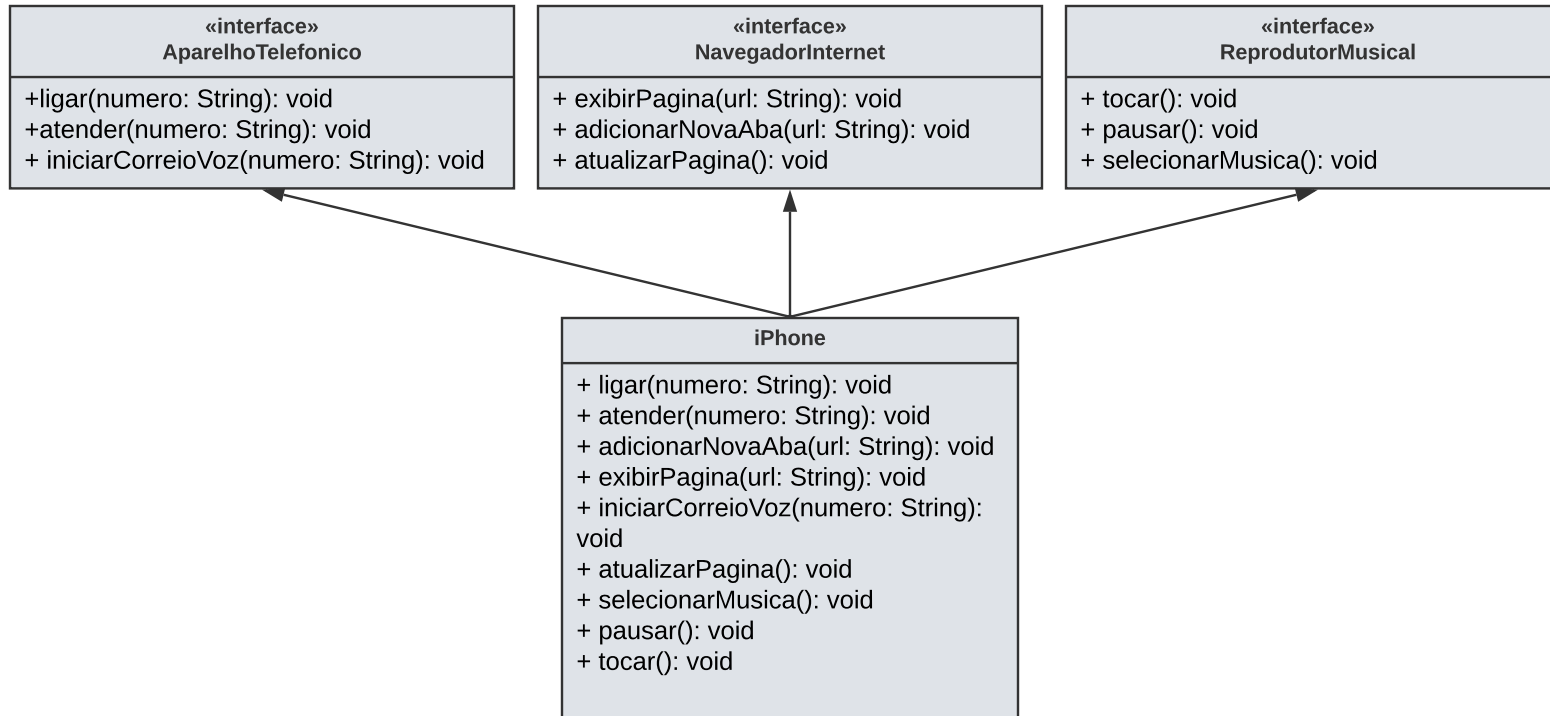 «interface»
AparelhoTelefonico
+ligar(numero: String): void
+atender(numero: String): void
+ iniciarCorreioVoz(numero: String): void
«interface»
NavegadorInternet
+ exibirPagina(url: String): void
+ adicionarNovaAba(url: String): void
+ atualizarPagina(): void
«interface»
ReprodutorMusical
+ tocar(): void
+ pausar(): void
+ selecionarMusica(): void
iPhone
+ ligar(numero: String): void
+ atender(numero: String): void
+ adicionarNovaAba(url: String): void
+ exibirPagina(url: String): void
+ iniciarCorreioVoz(numero: String):
void
+ atualizarPagina(): void
+ selecionarMusica(): void
+ pausar(): void
+ tocar(): void